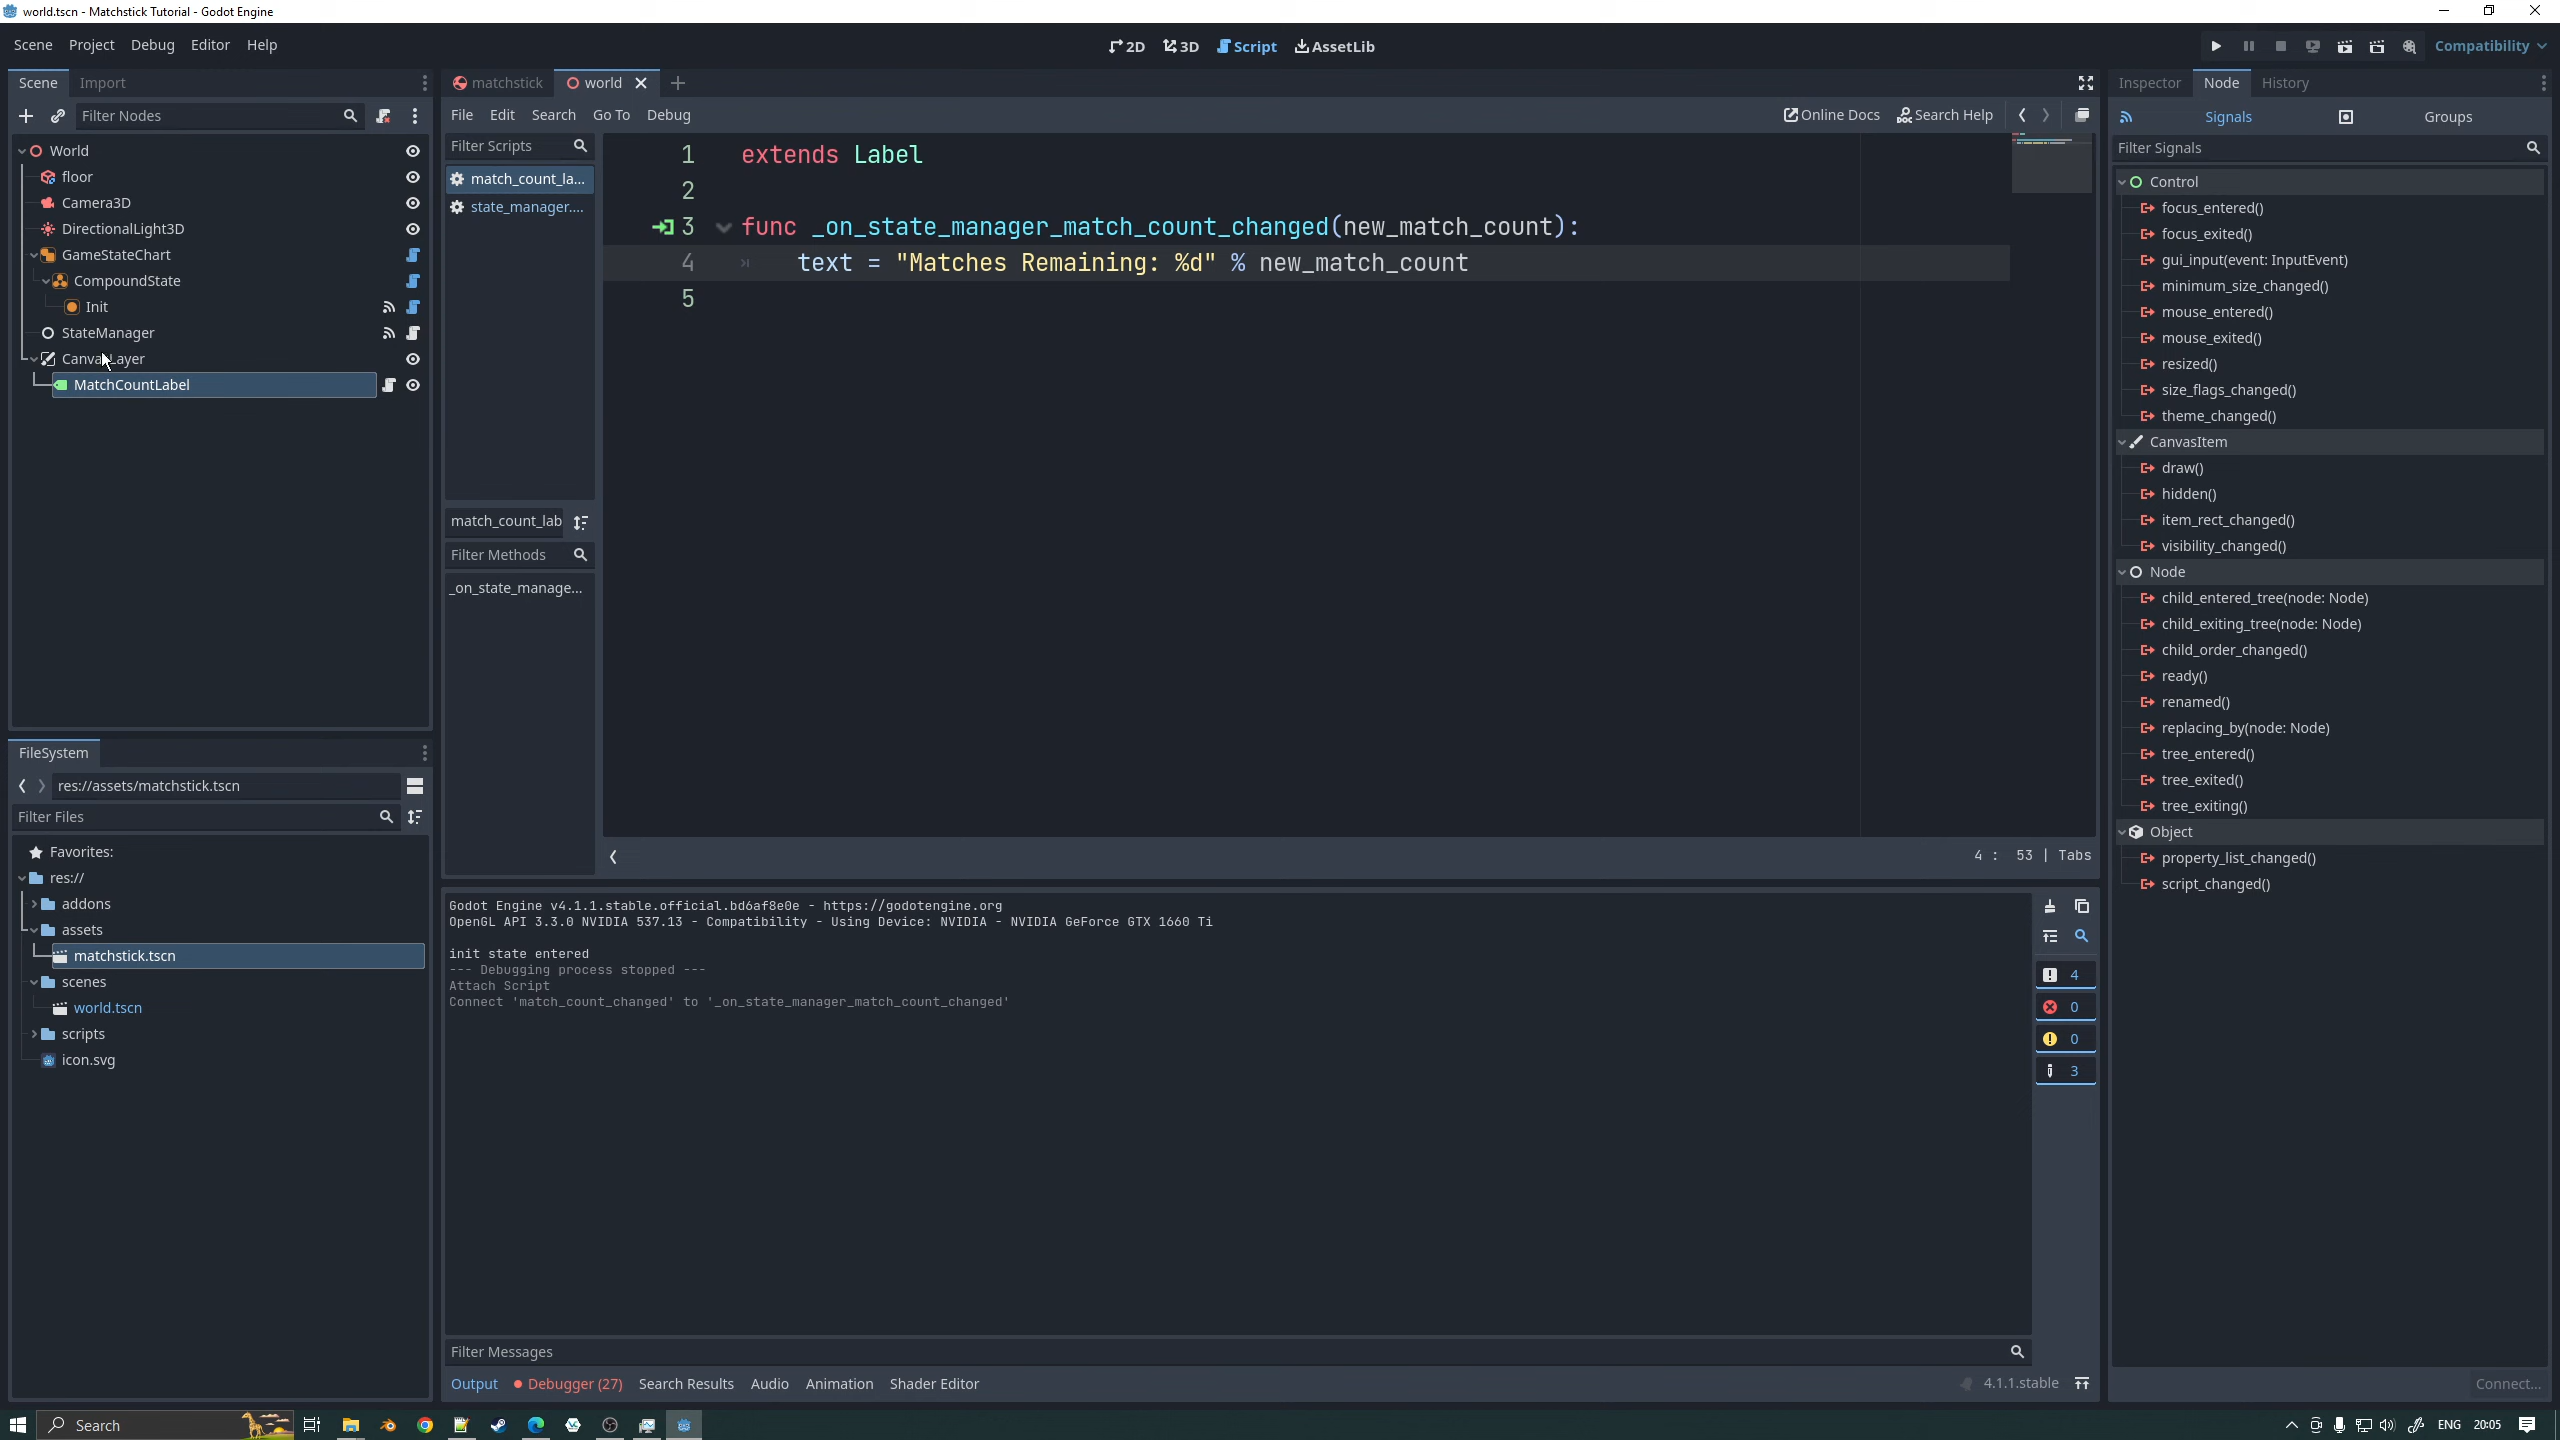 world.tscn - Matchstick Tutorial - Godot Engine
Scene Project Debug Editor Help
2D 3D Script AssetLib
Compatibility
Scene Import
matchstick world
Inspector Node History
Filter Nodes
File Edit Search Go To Debug
Online Docs Search Help
Signals Groups
Filter Scripts
Filter Signals
World
floor
Camera3D
DirectionalLight3D
GameStateChart
CompoundState
Init
StateManager
CanvasLayer
MatchCountLabel
match_count_la...
state_manager....
match_count_lab
Filter Methods
_on_state_manage...
1 extends Label
2
3 func _on_state_manager_match_count_changed(new_match_count):
4 text = "Matches Remaining: %d" % new_match_count
5
4 : 53 | Tabs
Control
focus_entered()
focus_exited()
gui_input(event: InputEvent)
minimum_size_changed()
mouse_entered()
mouse_exited()
resized()
size_flags_changed()
theme_changed()
CanvasItem
draw()
hidden()
item_rect_changed()
visibility_changed()
Node
child_entered_tree(node: Node)
child_exiting_tree(node: Node)
child_order_changed()
ready()
renamed()
replacing_by(node: Node)
tree_entered()
tree_exited()
tree_exiting()
Object
property_list_changed()
script_changed()
Connect...
FileSystem
res://assets/matchstick.tscn
Filter Files
Favorites:
res://
addons
assets
matchstick.tscn
scenes
world.tscn
scripts
icon.svg
Godot Engine v4.1.1.stable.official.bd6af8e0e - https://godotengine.org
OpenGL API 3.3.0 NVIDIA 537.13 - Compatibility - Using Device: NVIDIA - NVIDIA GeForce GTX 1660 Ti
init state entered
--- Debugging process stopped ---
Attach Script
Connect 'match_count_changed' to '_on_state_manager_match_count_changed'
4
0
0
3
Filter Messages
Output Debugger (27) Search Results Audio Animation Shader Editor
4.1.1.stable
Search
ENG 20:05